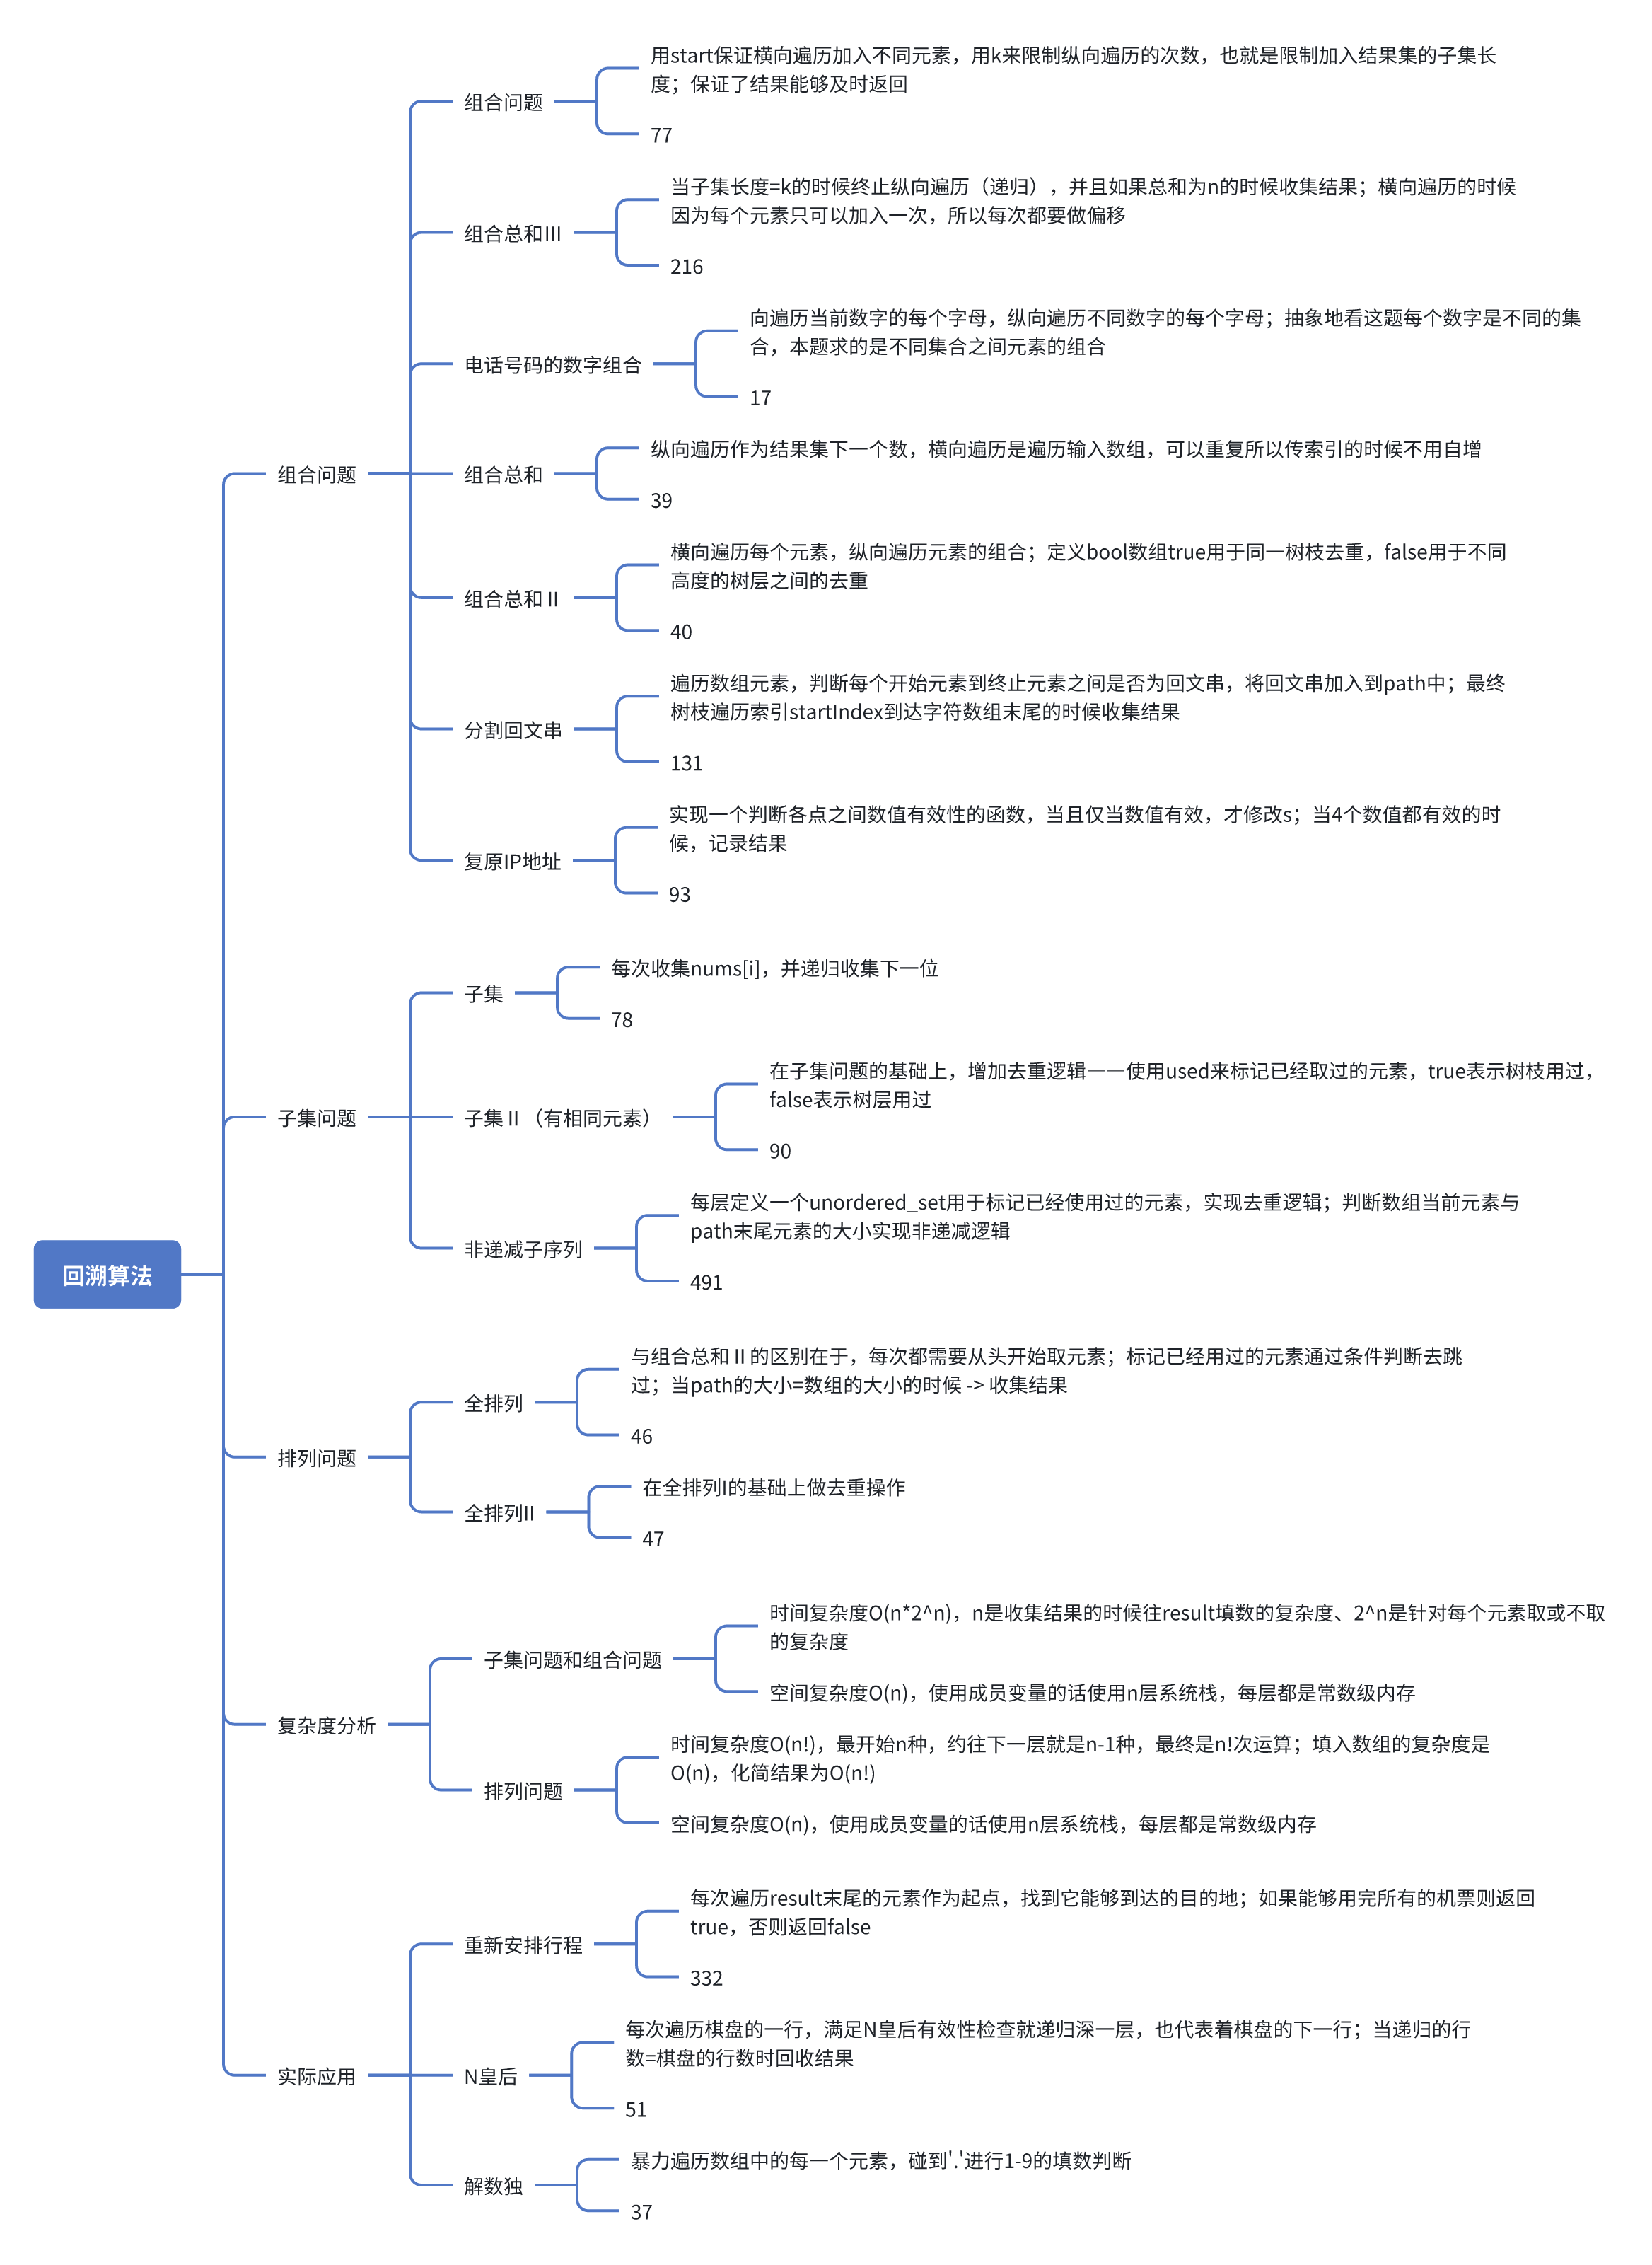 回溯算法
组合问题
组合问题
用start保证横向遍历加入不同元素，用k来限制纵向遍历的次数，也就是限制加入结果集的子集长
度；保证了结果能够及时返回
77
组合总和III
当子集长度=k的时候终止纵向遍历（递归），并且如果总和为n的时候收集结果；横向遍历的时候
因为每个元素只可以加入一次，所以每次都要做偏移
216
电话号码的数字组合
向遍历当前数字的每个字母，纵向遍历不同数字的每个字母；抽象地看这题每个数字是不同的集
合，本题求的是不同集合之间元素的组合
17
组合总和
纵向遍历作为结果集下一个数，横向遍历是遍历输入数组，可以重复所以传索引的时候不用自增
39
组合总和 II
横向遍历每个元素，纵向遍历元素的组合；定义bool数组true用于同一树枝去重，false用于不同
高度的树层之间的去重
40
分割回文串
遍历数组元素，判断每个开始元素到终止元素之间是否为回文串，将回文串加入到path中；最终
树枝遍历索引startIndex到达字符数组末尾的时候收集结果
131
复原IP地址
实现一个判断各点之间数值有效性的函数，当且仅当数值有效，才修改s；当4个数值都有效的时
候，记录结果
93
子集问题
子集
每次收集nums[i]，并递归收集下一位
78
子集 II （有相同元素）
在子集问题的基础上，增加去重逻辑——使用used来标记已经取过的元素，true表示树枝用过，
false表示树层用过
90
非递减子序列
每层定义一个unordered_set用于标记已经使用过的元素，实现去重逻辑；判断数组当前元素与
path末尾元素的大小实现非递减逻辑
491
排列问题
全排列
与组合总和 II 的区别在于，每次都需要从头开始取元素；标记已经用过的元素通过条件判断去跳
过；当path的大小=数组的大小的时候 -> 收集结果
46
全排列II
在全排列I的基础上做去重操作
47
复杂度分析
子集问题和组合问题
时间复杂度O(n*2^n)，n是收集结果的时候往result填数的复杂度、2^n是针对每个元素取或不取
的复杂度
空间复杂度O(n)，使用成员变量的话使用n层系统栈，每层都是常数级内存
排列问题
时间复杂度O(n!)，最开始n种，约往下一层就是n-1种，最终是n!次运算；填入数组的复杂度是
O(n)，化简结果为O(n!)
空间复杂度O(n)，使用成员变量的话使用n层系统栈，每层都是常数级内存
实际应用
重新安排行程
每次遍历result末尾的元素作为起点，找到它能够到达的目的地；如果能够用完所有的机票则返回
true，否则返回false
332
N皇后
每次遍历棋盘的一行，满足N皇后有效性检查就递归深一层，也代表着棋盘的下一行；当递归的行
数=棋盘的行数时回收结果
51
解数独
暴力遍历数组中的每一个元素，碰到'.'进行1-9的填数判断
37